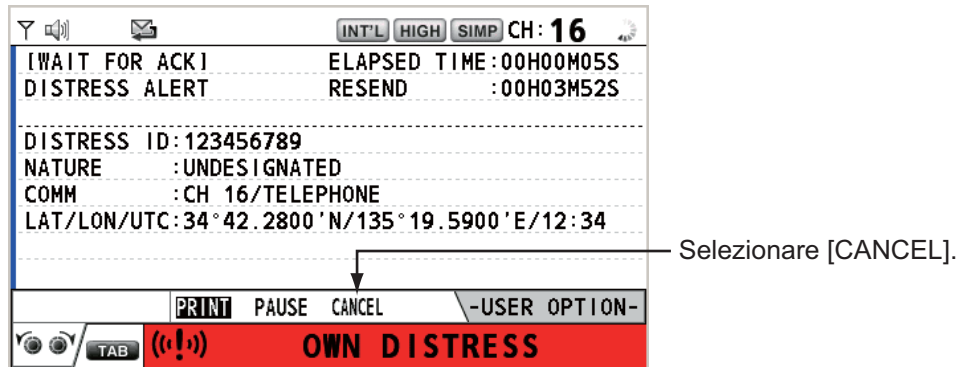 INT'L HIGH SIMP CH: 16
[WAIT FOR ACK] ELAPSED TIME:00H00M05S
DISTRESS ALERT RESEND :00H03M52S
DISTRESS ID:123456789
NATURE :UNDESIGNATED
COMM :CH 16/TELEPHONE
LAT/LON/UTC:34°42.2800'N/135°19.5900'E/12:34
Selezionare [CANCEL].
PRINT PAUSE CANCEL -USER OPTION-
TAB OWN DISTRESS